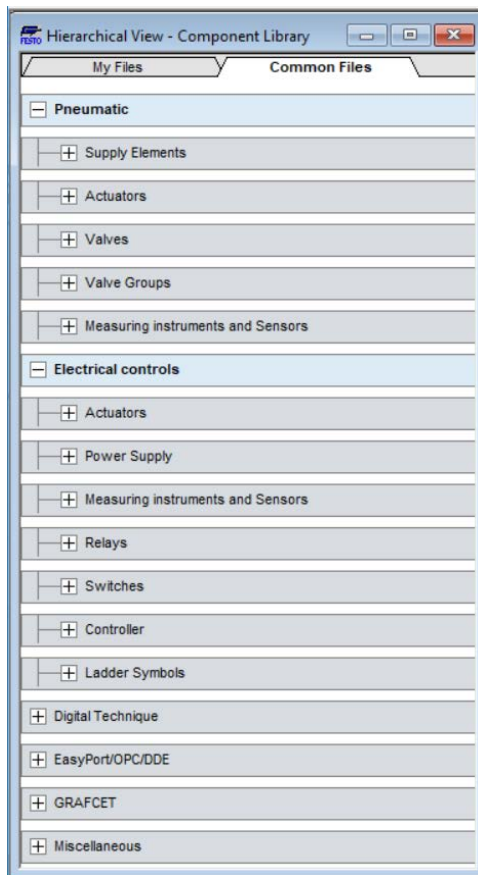 FESTO Hierarchical View - Component Library
My Files Common Files
Pneumatic
Supply Elements
Actuators
Valves
Valve Groups
Measuring instruments and Sensors
Electrical controls
Actuators
Power Supply
Measuring instruments and Sensors
Relays
Switches
Controller
Ladder Symbols
Digital Technique
EasyPort/OPC/DDE
GRAFCET
Miscellaneous